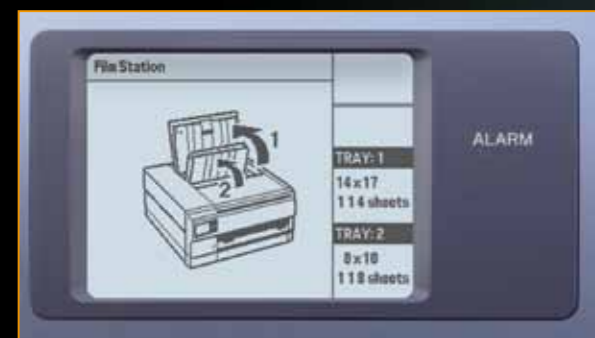 Film Station
1
2
TRAY: 1
14x17
114 sheets
TRAY: 2
8x10
118 sheets
ALARM